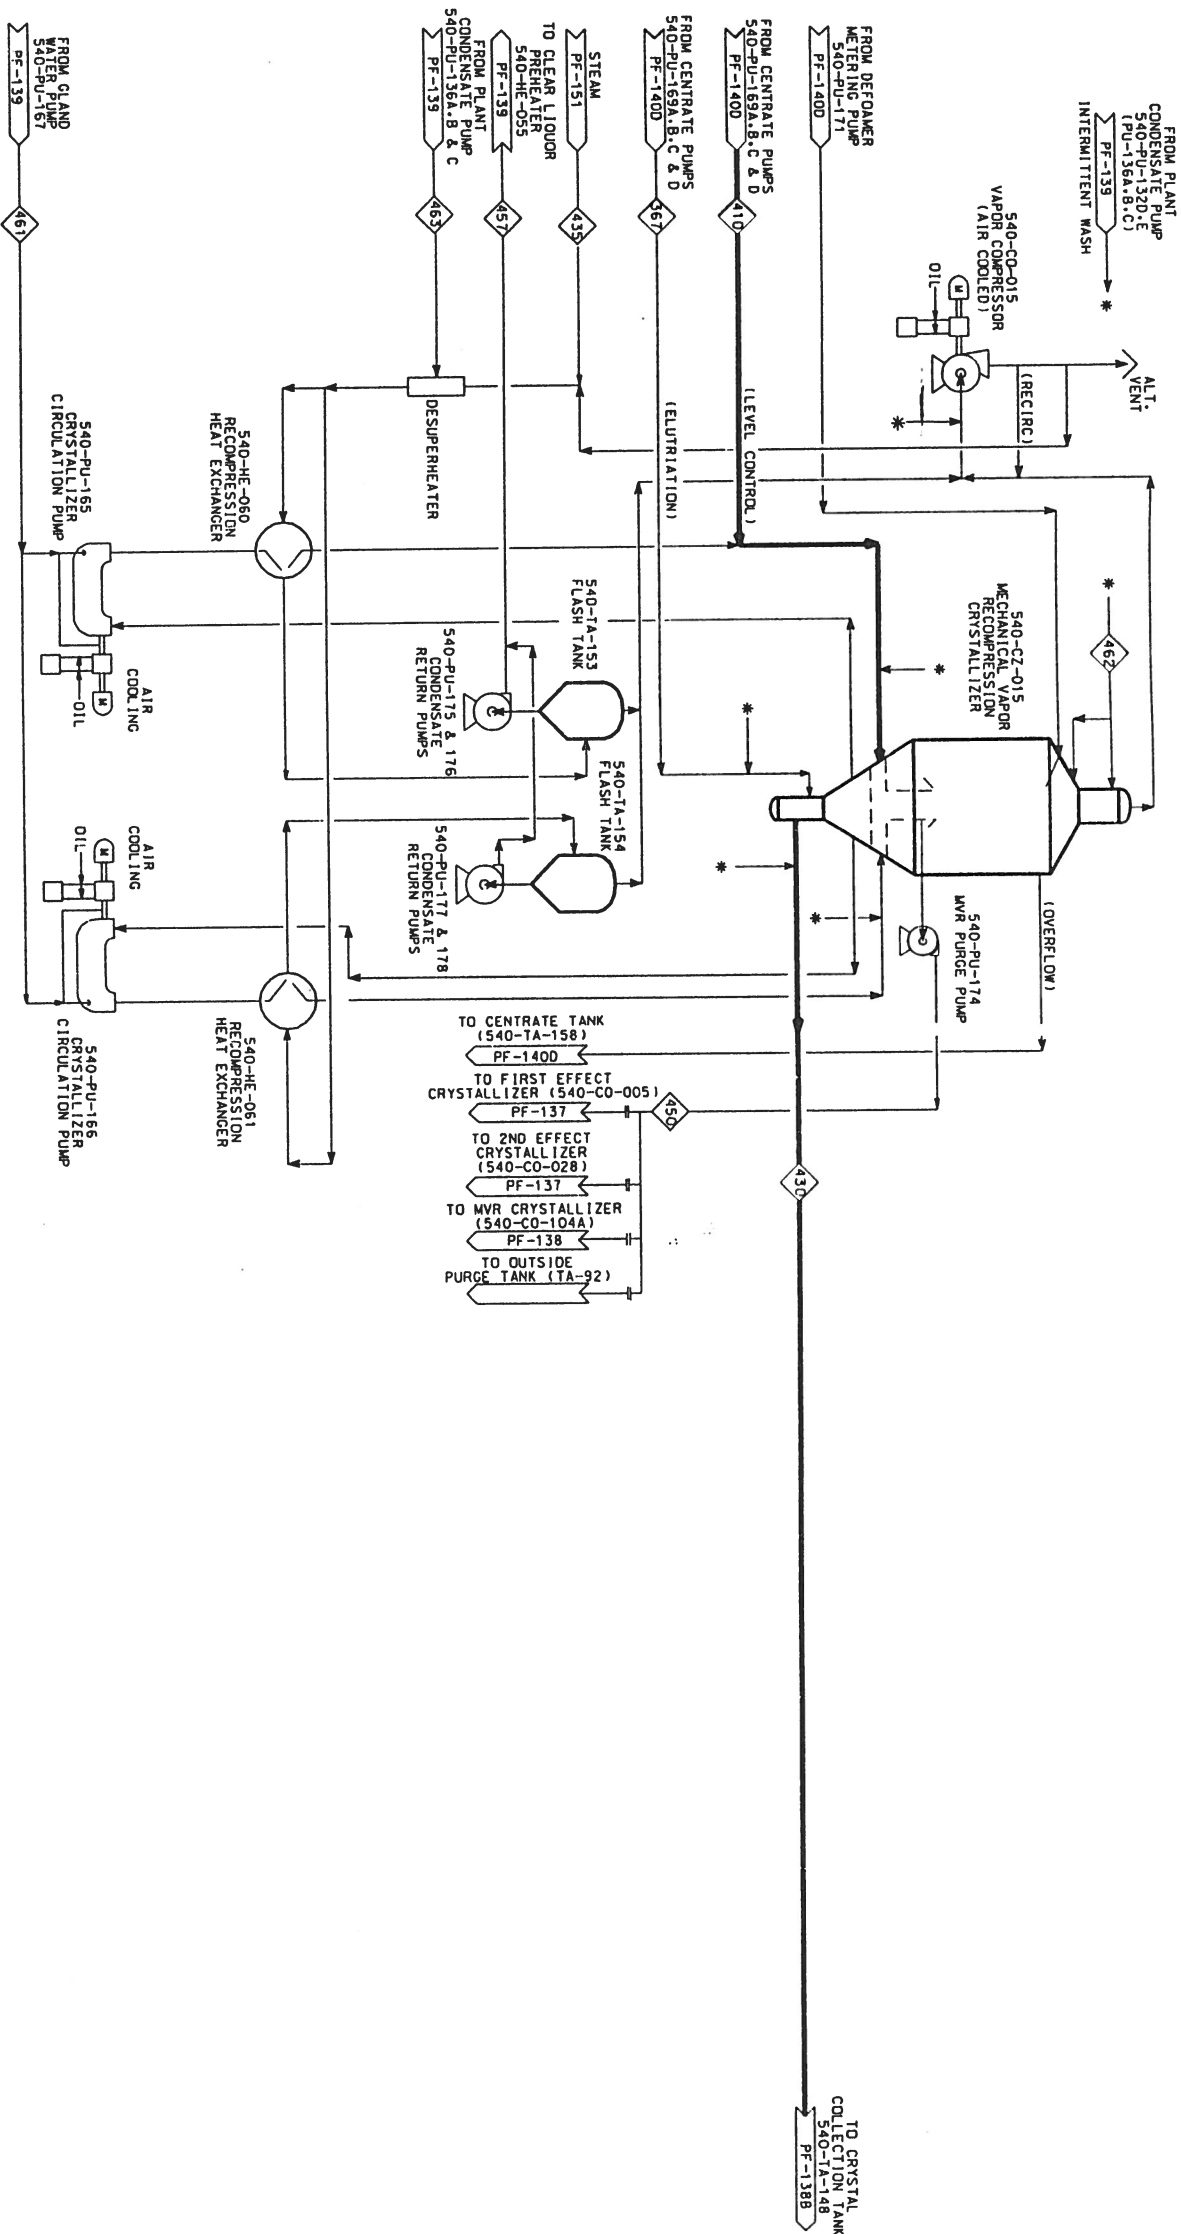 FROM PLANT
CONDENSATE PUMP
540-PU-132D.E
(PU-136A.B.C)
PF-139
INTERMITTENT WASH
*
FROM DEFOAMER
METERING PUMP
540-PU-171
PF-140D
FROM CENTRATE PUMPS
540-PU-169A.B.C & D
PF-140D
410
(LEVEL CONTROL)
FROM CENTRATE PUMPS
540-PU-169A.B.C & D
PF-140D
367
(ELUTRIATION)
STEAM
PF-151
435
TO CLEAR LIQUOR
PREHEATER
540-HE-055
PF-139
457
FROM PLANT
CONDENSATE PUMP
540-PU-136A.B & C
PF-139
463
DESUPERHEATER
FROM GLAND
WATER PUMP
540-PU-167
PF-139
461
540-CO-015
VAPOR COMPRESSOR
(AIR COOLED)
OIL
M
ALT.
VENT
(RECIRC)
*
540-HE-060
RECOMPRESSION
HEAT EXCHANGER
540-PU-165
CRYSTALLIZER
CIRCULATION PUMP
AIR
COOLING
OIL
M
*
462
540-CZ-015
MECHANICAL VAPOR
RECOMPRESSION
CRYSTALLIZER
*
*
*
*
540-TA-153
FLASH TANK
540-PU-175 & 176
CONDENSATE
RETURN PUMPS
540-TA-154
FLASH TANK
540-PU-177 & 178
CONDENSATE
RETURN PUMPS
AIR
COOLING
OIL
M
(OVERFLOW)
540-PU-174
MVR PURGE PUMP
540-HE-061
RECOMPRESSION
HEAT EXCHANGER
540-PU-166
CRYSTALLIZER
CIRCULATION PUMP
TO CENTRATE TANK
(540-TA-158)
PF-140D
TO FIRST EFFECT
CRYSTALLIZER (540-CO-005)
PF-137
450
TO 2ND EFFECT
CRYSTALLIZER
(540-CO-028)
PF-137
TO MVR CRYSTALLIZER
(540-CO-104A)
PF-138
TO OUTSIDE
PURGE TANK (TA-92)
430
TO CRYSTAL
COLLECTION TANK
540-TA-148
PF-138B